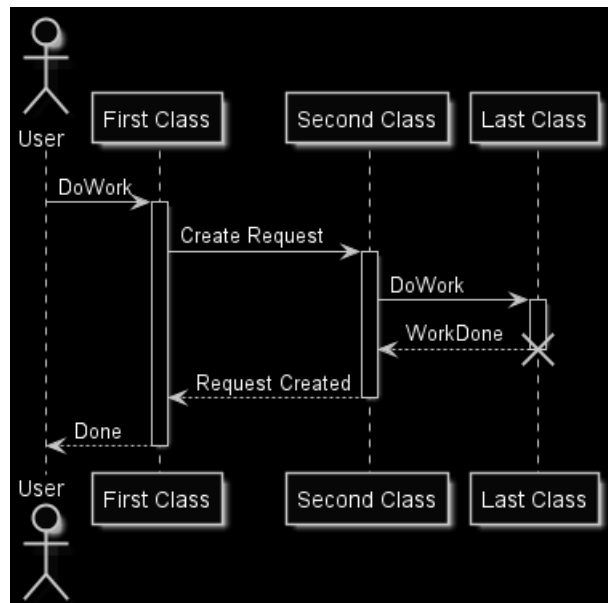 User
First Class
Second Class
Last Class
DoWork
Create Request
DoWork
WorkDone
Request Created
Done
User
First Class
Second Class
Last Class